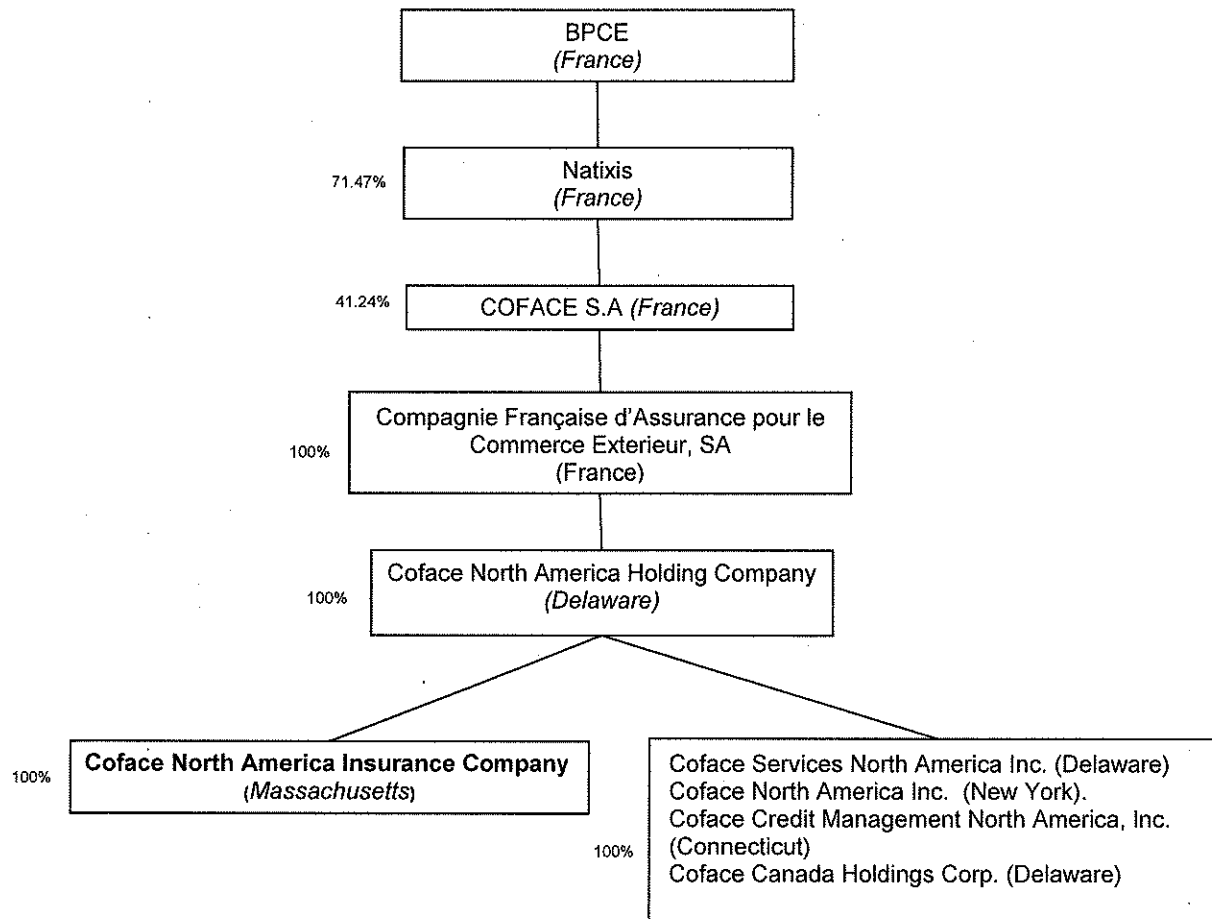 BPCE
(France)
71.47%
Natixis
(France)
41.24%
COFACE S.A (France)
100%
Compagnie Française d'Assurance pour le
Commerce Exterieur, SA
(France)
100%
Coface North America Holding Company
(Delaware)
100%
Coface North America Insurance Company
(Massachusetts)
100%
Coface Services North America Inc. (Delaware)
Coface North America Inc.  (New York).
Coface Credit Management North America, Inc.
(Connecticut)
Coface Canada Holdings Corp. (Delaware)